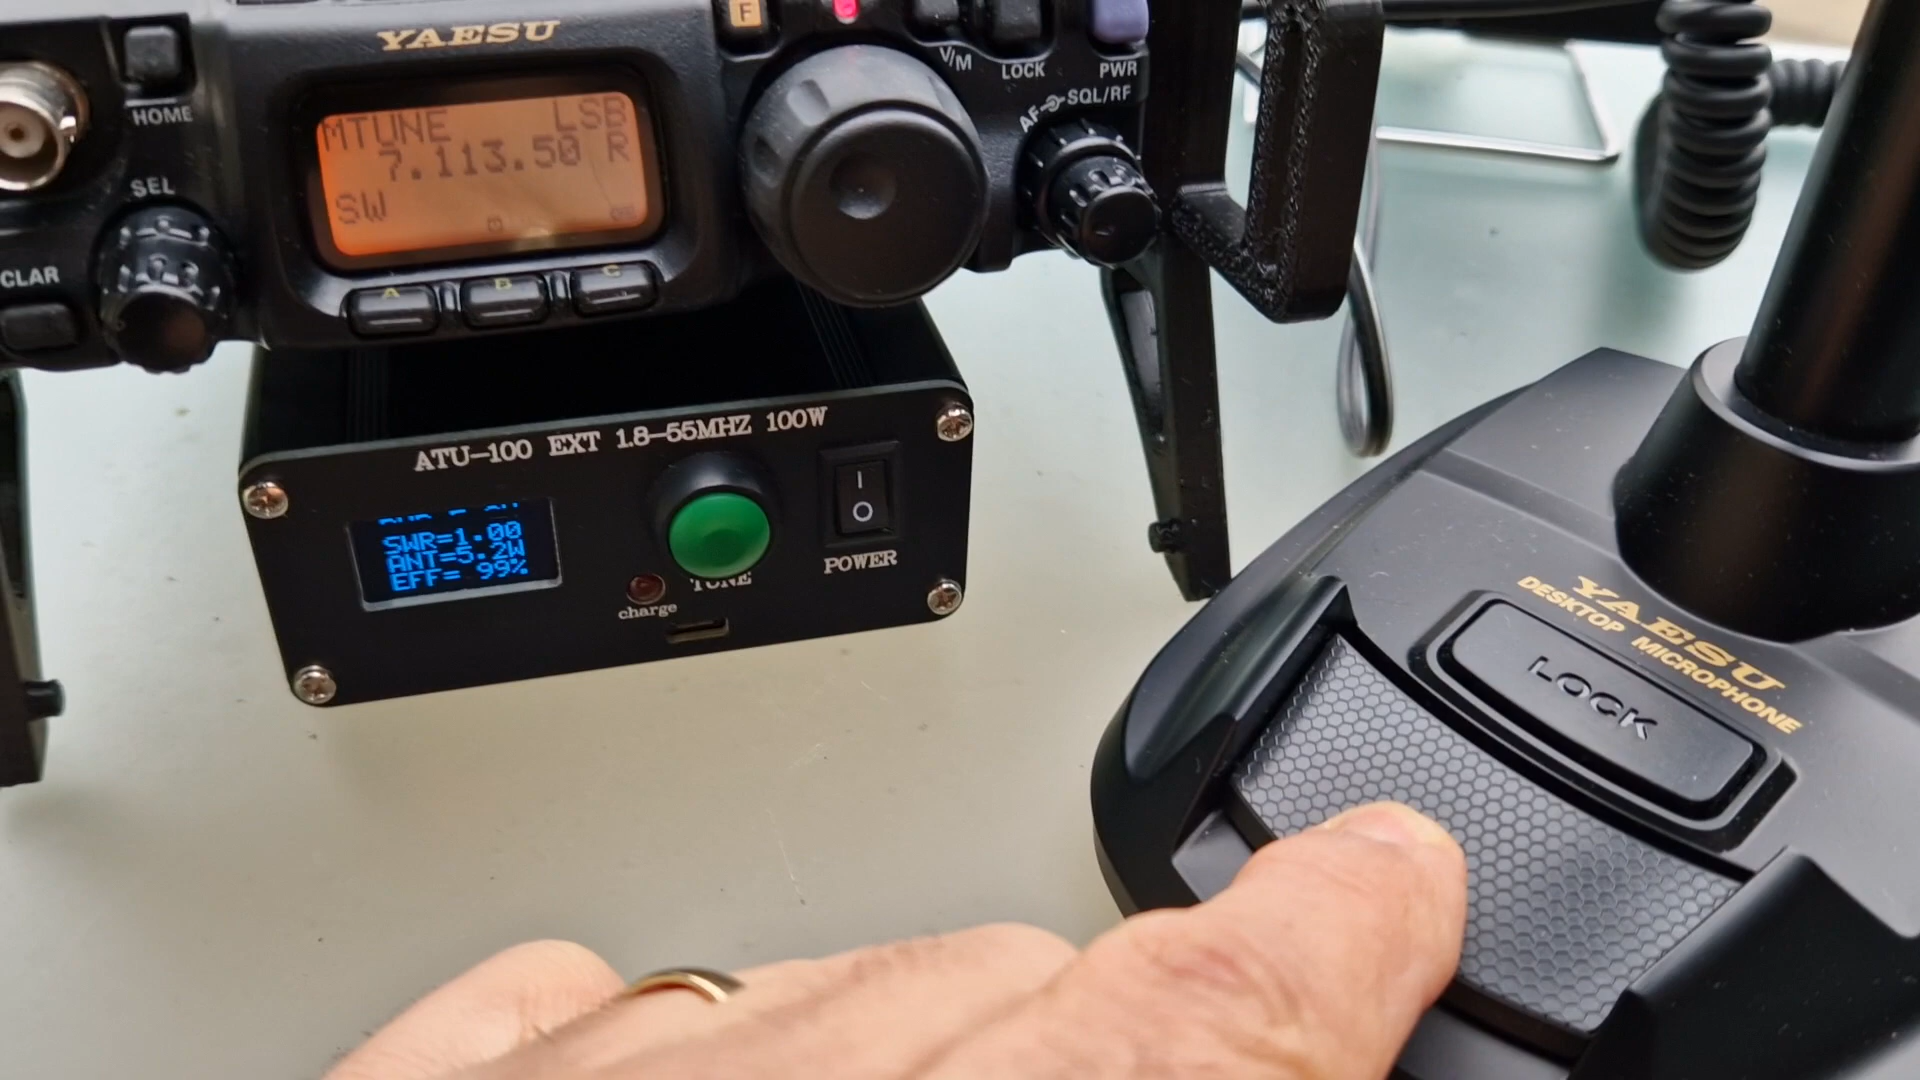 YAESU
F
HOME
V/M
LOCK
PWR
AF
SQL/RF
MTUNE LSB
7.113.50 R
SW
SEL
CLAR
A
B
C
ATU-100 EXT 1.8-55MHZ 100W
SWR=1.00
ANT=5.2W
EFF= 99%
TUNE
charge
I
O
POWER
YAESU
DESKTOP MICROPHONE
LOCK